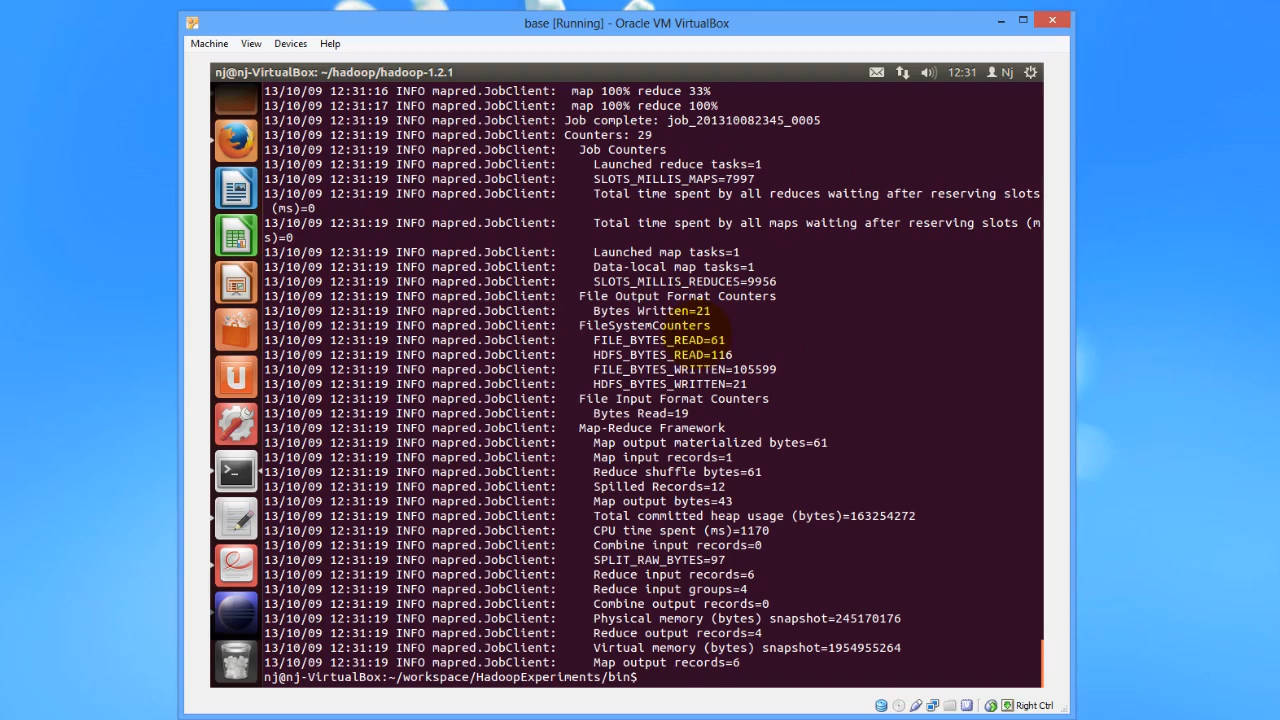 base [Running] - Oracle VM VirtualBox
Machine View Devices Help
nj@nj-VirtualBox: ~/hadoop/hadoop-1.2.1 12:31 Nj
13/10/09 12:31:16 INFO mapred.JobClient:  map 100% reduce 33%
13/10/09 12:31:17 INFO mapred.JobClient:  map 100% reduce 100%
13/10/09 12:31:19 INFO mapred.JobClient: Job complete: job_201310082345_0005
13/10/09 12:31:19 INFO mapred.JobClient: Counters: 29
13/10/09 12:31:19 INFO mapred.JobClient:   Job Counters
13/10/09 12:31:19 INFO mapred.JobClient:     Launched reduce tasks=1
13/10/09 12:31:19 INFO mapred.JobClient:     SLOTS_MILLIS_MAPS=7997
13/10/09 12:31:19 INFO mapred.JobClient:     Total time spent by all reduces waiting after reserving slots
 (ms)=0
13/10/09 12:31:19 INFO mapred.JobClient:     Total time spent by all maps waiting after reserving slots (m
s)=0
13/10/09 12:31:19 INFO mapred.JobClient:     Launched map tasks=1
13/10/09 12:31:19 INFO mapred.JobClient:     Data-local map tasks=1
13/10/09 12:31:19 INFO mapred.JobClient:     SLOTS_MILLIS_REDUCES=9956
13/10/09 12:31:19 INFO mapred.JobClient:   File Output Format Counters
13/10/09 12:31:19 INFO mapred.JobClient:     Bytes Written=21
13/10/09 12:31:19 INFO mapred.JobClient:   FileSystemCounters
13/10/09 12:31:19 INFO mapred.JobClient:     FILE_BYTES_READ=61
13/10/09 12:31:19 INFO mapred.JobClient:     HDFS_BYTES_READ=116
13/10/09 12:31:19 INFO mapred.JobClient:     FILE_BYTES_WRITTEN=105599
13/10/09 12:31:19 INFO mapred.JobClient:     HDFS_BYTES_WRITTEN=21
13/10/09 12:31:19 INFO mapred.JobClient:   File Input Format Counters
13/10/09 12:31:19 INFO mapred.JobClient:     Bytes Read=19
13/10/09 12:31:19 INFO mapred.JobClient:   Map-Reduce Framework
13/10/09 12:31:19 INFO mapred.JobClient:     Map output materialized bytes=61
13/10/09 12:31:19 INFO mapred.JobClient:     Map input records=1
13/10/09 12:31:19 INFO mapred.JobClient:     Reduce shuffle bytes=61
13/10/09 12:31:19 INFO mapred.JobClient:     Spilled Records=12
13/10/09 12:31:19 INFO mapred.JobClient:     Map output bytes=43
13/10/09 12:31:19 INFO mapred.JobClient:     Total committed heap usage (bytes)=163254272
13/10/09 12:31:19 INFO mapred.JobClient:     CPU time spent (ms)=1170
13/10/09 12:31:19 INFO mapred.JobClient:     Combine input records=0
13/10/09 12:31:19 INFO mapred.JobClient:     SPLIT_RAW_BYTES=97
13/10/09 12:31:19 INFO mapred.JobClient:     Reduce input records=6
13/10/09 12:31:19 INFO mapred.JobClient:     Reduce input groups=4
13/10/09 12:31:19 INFO mapred.JobClient:     Combine output records=0
13/10/09 12:31:19 INFO mapred.JobClient:     Physical memory (bytes) snapshot=245170176
13/10/09 12:31:19 INFO mapred.JobClient:     Reduce output records=4
13/10/09 12:31:19 INFO mapred.JobClient:     Virtual memory (bytes) snapshot=1954955264
13/10/09 12:31:19 INFO mapred.JobClient:     Map output records=6
nj@nj-VirtualBox:~/workspace/HadoopExperiments/bin$
Right Ctrl